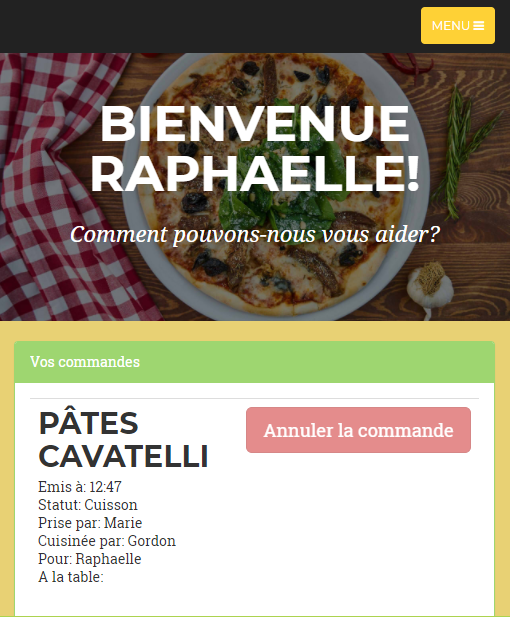 MENU
BIENVENUE
RAPHAELLE!
Comment pouvons-nous vous aider?
Vos commandes
PÂTES
CAVATELLI
Annuler la commande
Emis à: 12:47
Statut: Cuisson
Prise par: Marie
Cuisinée par: Gordon
Pour: Raphaelle
A la table: